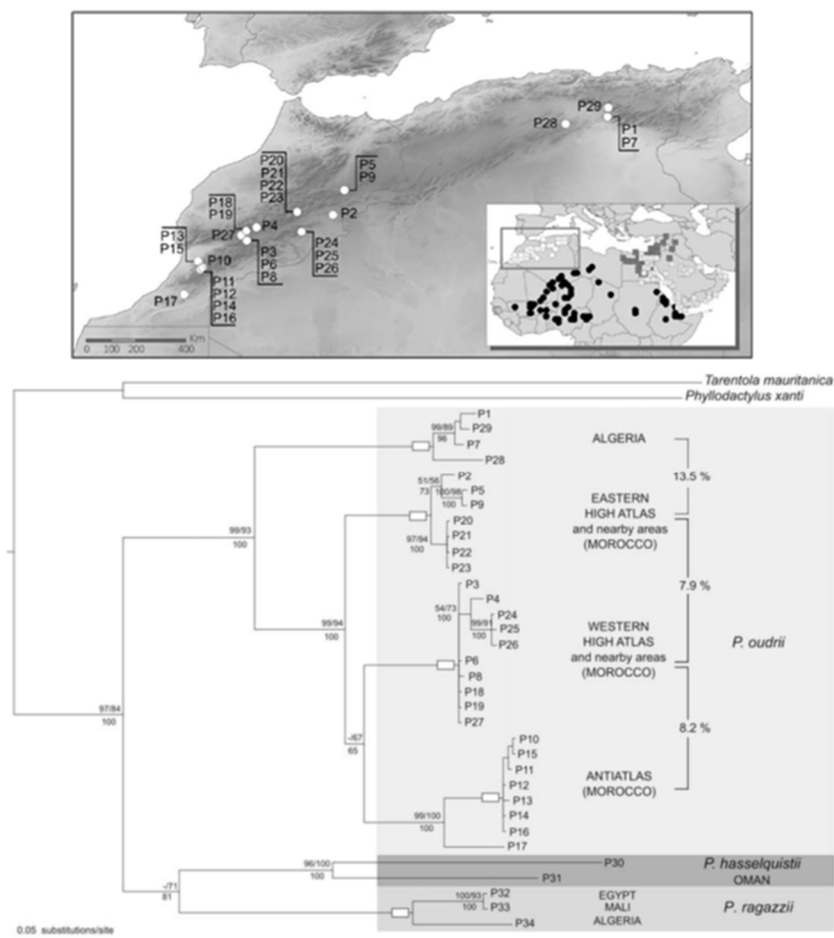 P29
P28
P1
P7
P20
P21
P22
P23
P5
P9
P18
P19
P2
P4
P27
P13
P15
P24
P25
P26
P3
P6
P8
P10
P11
P12
P14
P16
P17
Km
0 100 200 400
Tarentola mauritanica
Phyllodactylus xanti
P1
99/89
P29
96
P7
ALGERIA
P28
13.5 %
P2
51/56
73
100/98
P5
100
P9
EASTERN
HIGH ATLAS
and nearby areas
(MOROCCO)
P20
P21
97/94
100
P22
P23
99/93
100
P3
7.9 %
P4
54/73
100
P24
99/91
100
P25
P26
99/94
100
WESTERN
HIGH ATLAS
and nearby areas
(MOROCCO)
P. oudrii
P6
P8
P18
P19
P27
8.2 %
97/84
100
P10
P15
-/67
65
P11
P12
ANTIATLAS
(MOROCCO)
P13
P14
99/100
100
P16
P17
96/100
100
P30
P. hasselquistii
P31
OMAN
-/71
81
100/93
100
P32
EGYPT
P33
MALI
P. ragazzii
P34
ALGERIA
0.05 substitutions/site